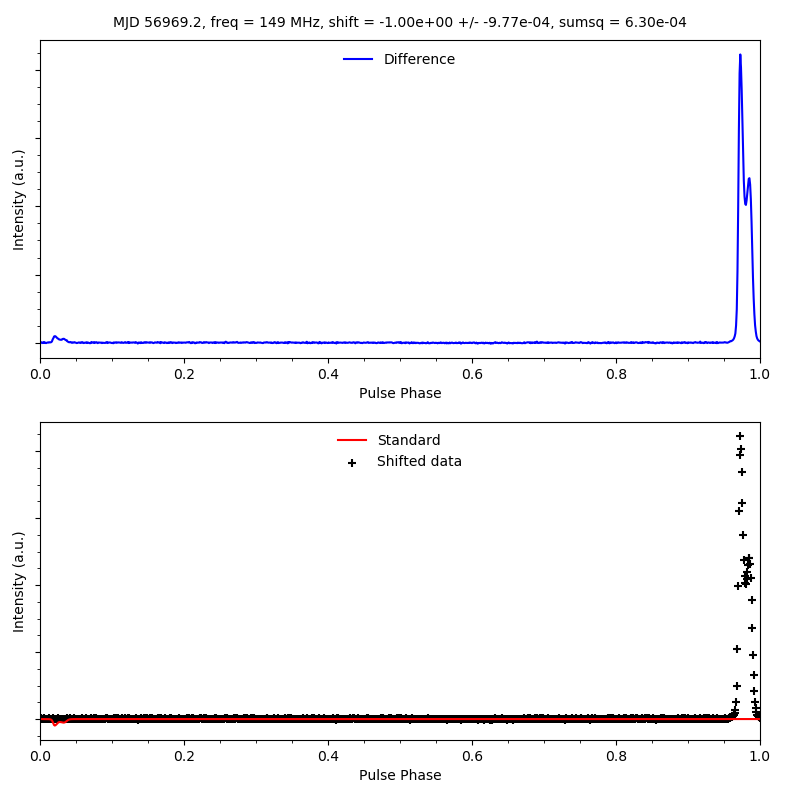 MJD 56969.2, freq = 149 MHz, shift = -1.00e+00 +/- -9.77e-04, sumsq = 6.30e-04
Difference
Intensity (a.u.)
0.0 0.2 0.4 0.6 0.8 1.0
Pulse Phase
Standard
Shifted data
Intensity (a.u.)
0.0 0.2 0.4 0.6 0.8 1.0
Pulse Phase